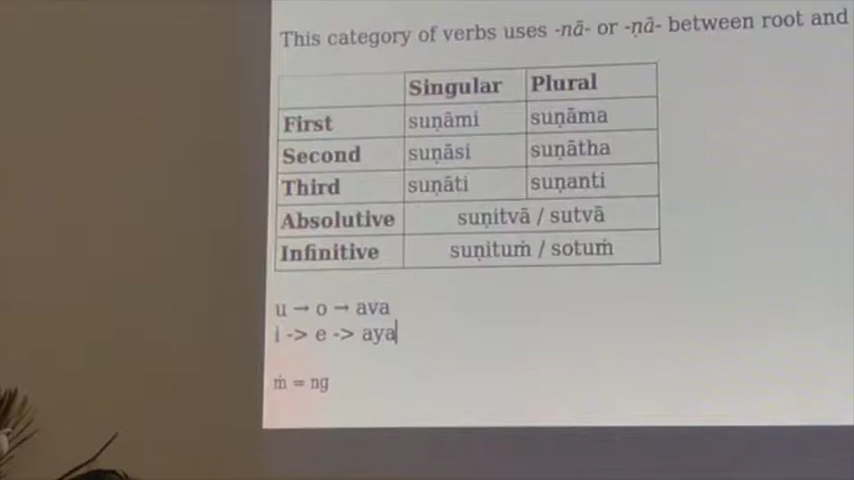 This category of verbs uses -nā- or -ṇā- between root and
Singular Plural
First suṇāmi suṇāma
Second suṇāsi suṇātha
Third suṇāti suṇanti
Absolutive suṇitvā / sutvā
Infinitive suṇituṁ / sotuṁ
u → o → ava
i -> e -> aya
ṁ = ng